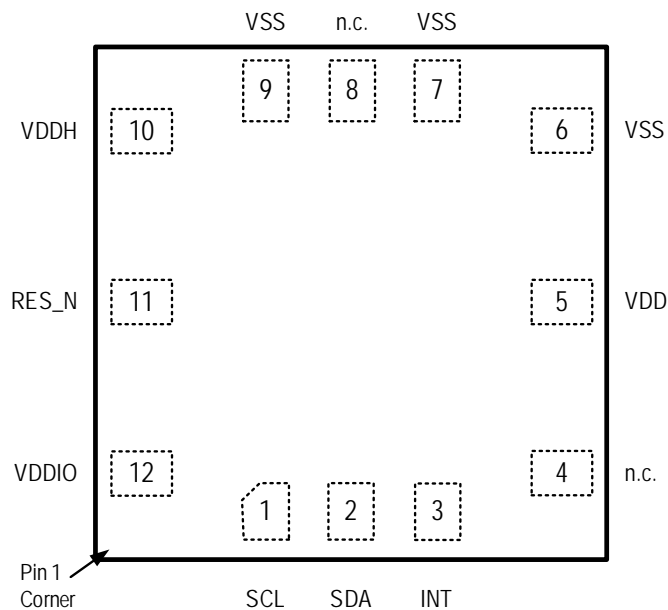 VSS n.c. VSS
9 8 7
VDDH 10 6 VSS
RES_N 11 5 VDD
VDDIO 12 4 n.c.
1 2 3
Pin 1
Corner
SCL SDA INT